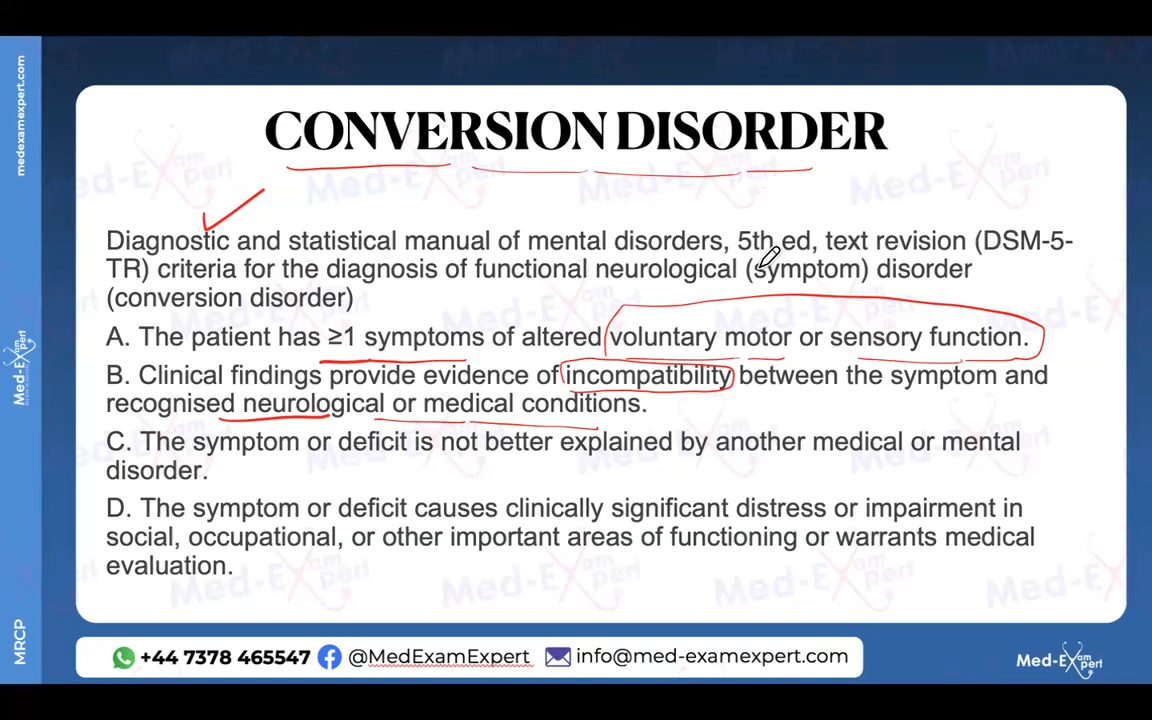 medexamexpert.com
Med-Exam Expert
MRCP
CONVERSION DISORDER
Diagnostic and statistical manual of mental disorders, 5th ed, text revision (DSM-5-
TR) criteria for the diagnosis of functional neurological (symptom) disorder
(conversion disorder)
A. The patient has ≥1 symptoms of altered voluntary motor or sensory function.
B. Clinical findings provide evidence of incompatibility between the symptom and
recognised neurological or medical conditions.
C. The symptom or deficit is not better explained by another medical or mental
disorder.
D. The symptom or deficit causes clinically significant distress or impairment in
social, occupational, or other important areas of functioning or warrants medical
evaluation.
+44 7378 465547 @MedExamExpert info@med-examexpert.com
Med-Exam Expert